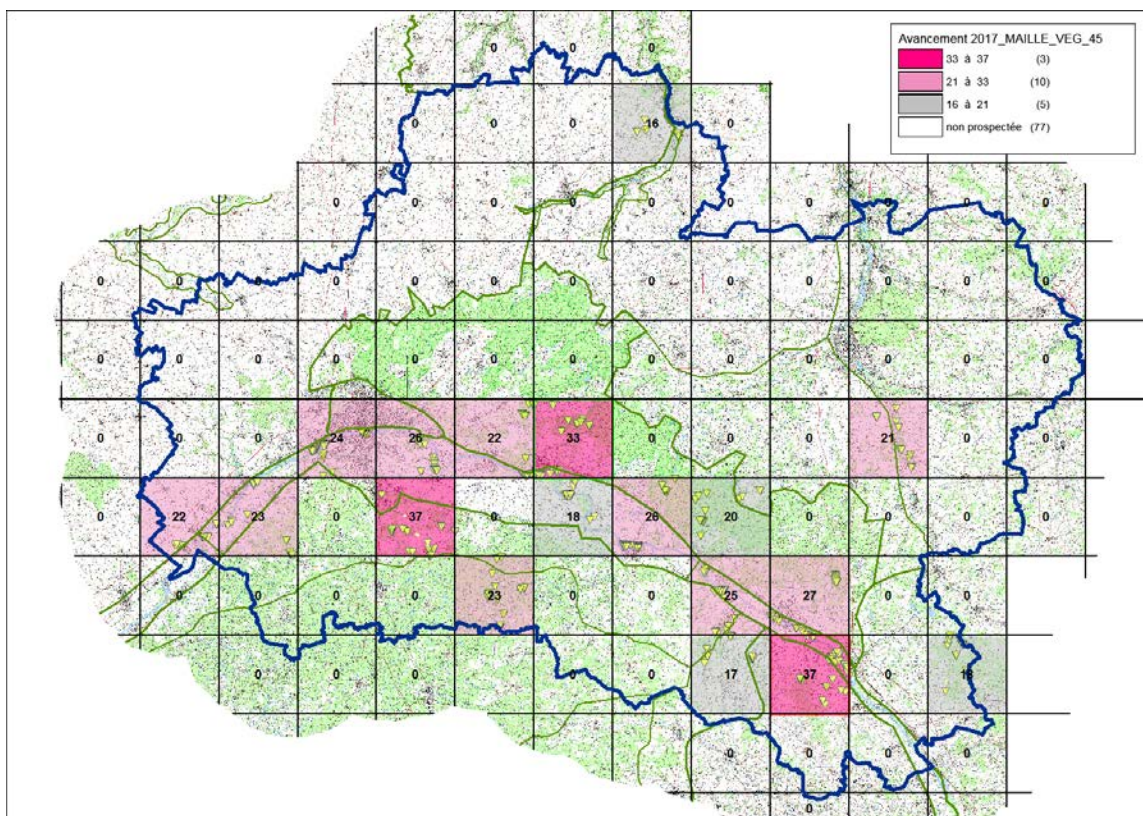 Avancement 2017_MAILLE_VEG_45
33 à 37 (3)
21 à 33 (10)
16 à 21 (5)
non prospectée (77)
0 0
0 0 0 16 0
0 0 0 0 0 0 0 0 0 0
0 0 0 0 0 0 0 0 0 0 0 0 0
0 0 0 0 0 0 0 0 0 0 0 0
0 0 0 24 26 22 33 0 0 0 21 0 0
0 22 23 0 37 0 18 26 20 0 0 0 0
0 0 0 0 23 0 0 25 27 0 0
0 0 0 0 0 0 17 37 0 18
0 0 0
0